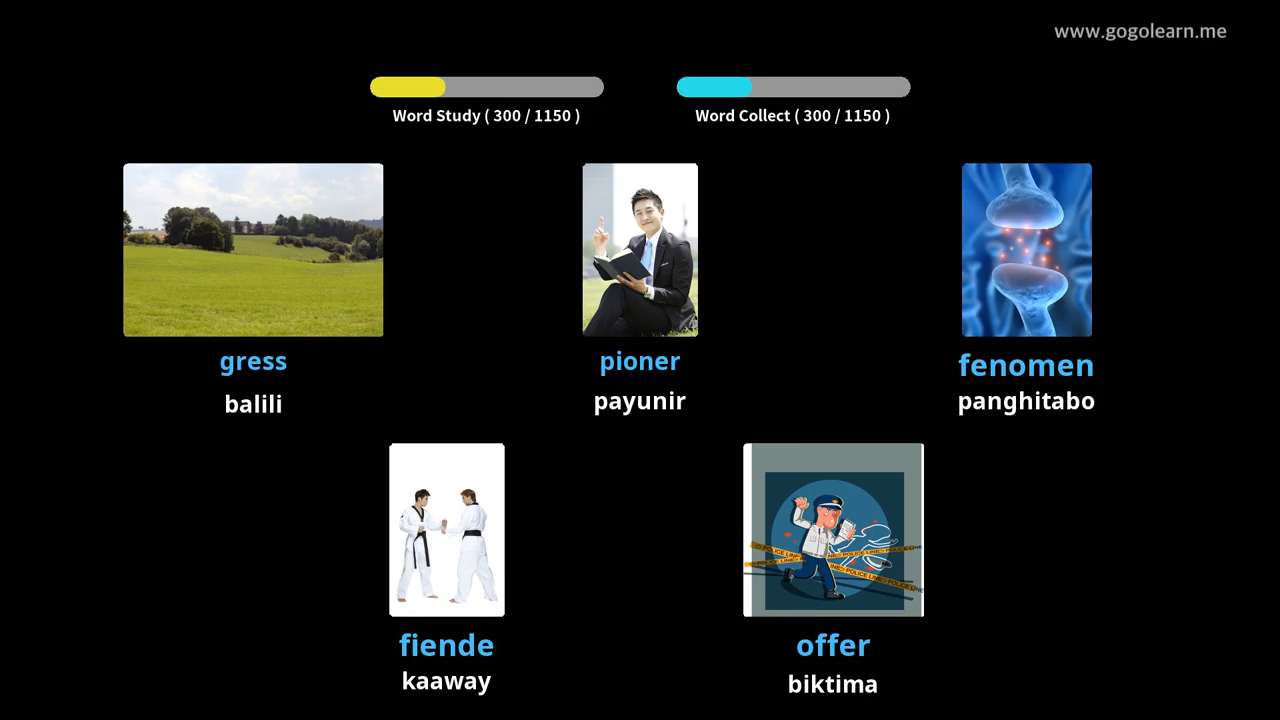 www.gogolearn.me
Word Study ( 300 / 1150 )
Word Collect ( 300 / 1150 )
gress
balili
pioner
payunir
fenomen
panghitabo
fiende
kaaway
offer
biktima